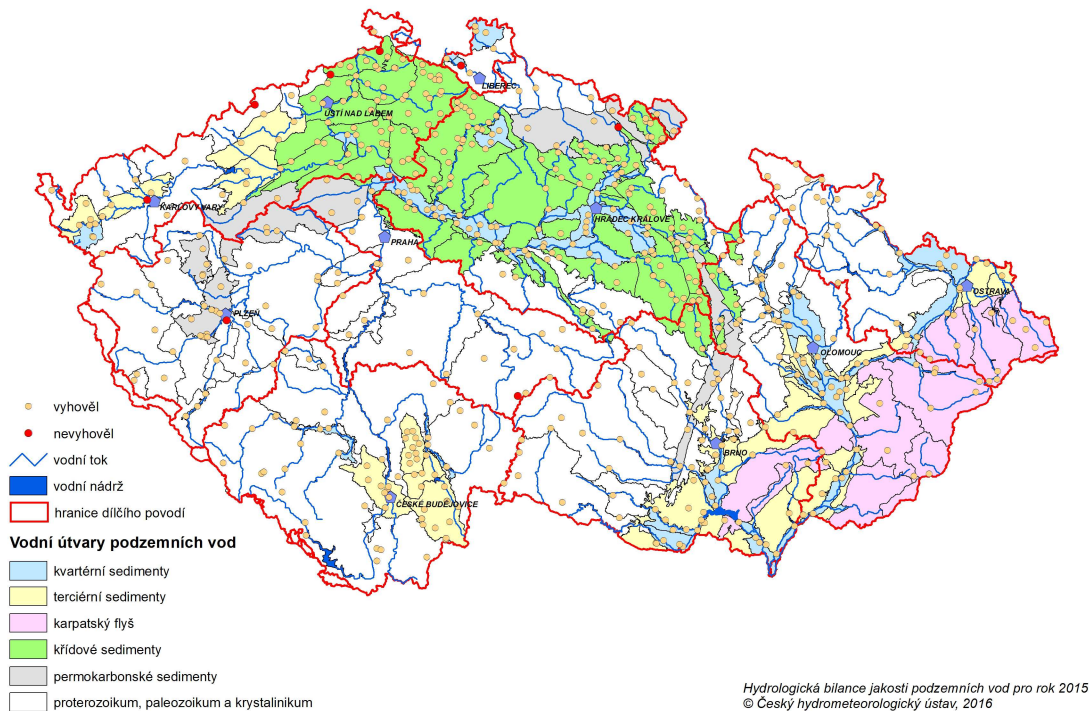 LIBEREC
ÚSTÍ NAD LABEM
KARLOVY VARY
HRADEC KRÁLOVÉ
PRAHA
OSTRAVA
PLZEŇ
OLOMOUC
BRNO
ČESKÉ BUDĚJOVICE
vyhověl
nevyhověl
vodní tok
vodní nádrž
hranice dílčího povodí
Vodní útvary podzemních vod
kvartérní sedimenty
terciérní sedimenty
karpatský flyš
křídové sedimenty
permokarbonské sedimenty
proterozoikum, paleozoikum a krystalinikum
Hydrologická bilance jakosti podzemních vod pro rok 2015
© Český hydrometeorologický ústav, 2016